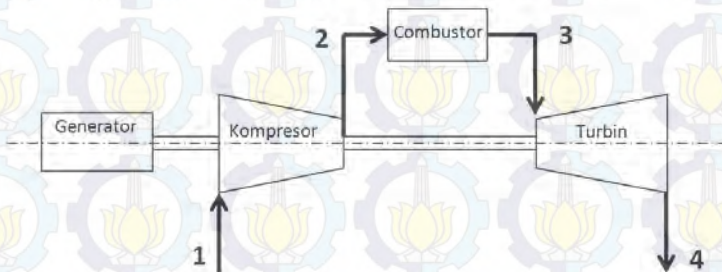 2
Combustor
3
Generator
Kompresor
Turbin
1
4